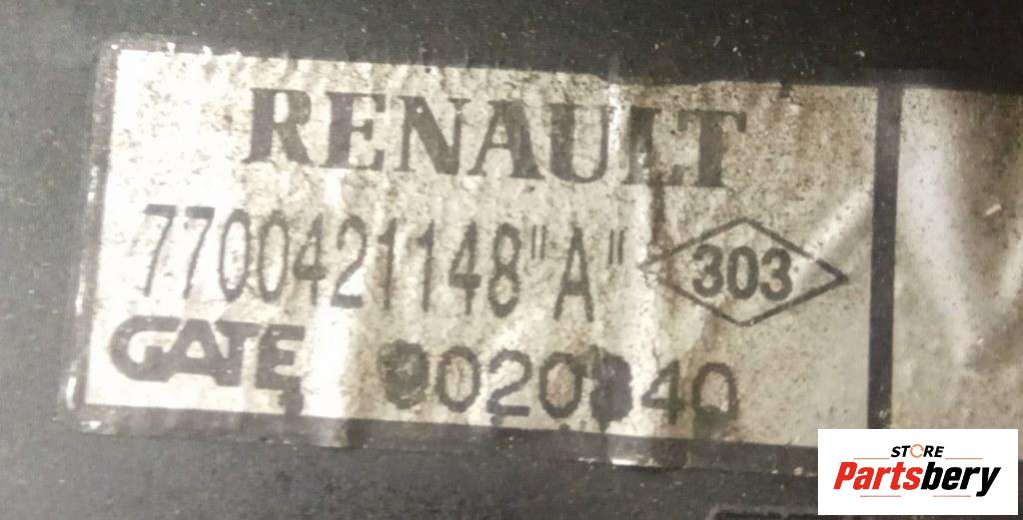 RENAULT
7700421148"A" 303
GATE
STORE
Partsbery